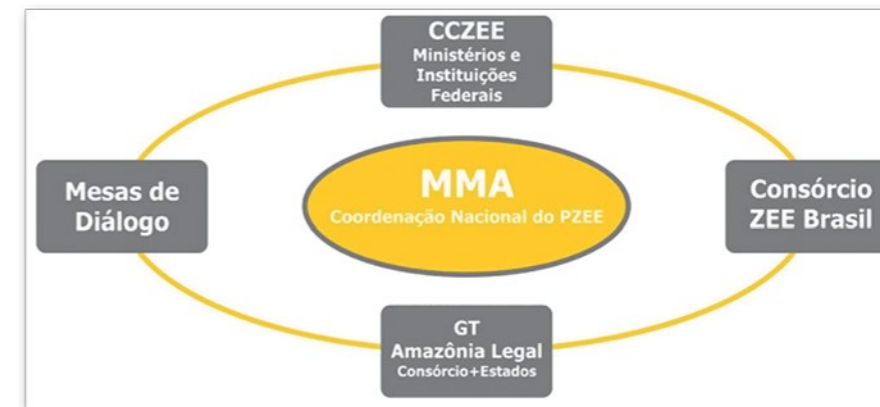 CCZEE
Ministérios e
Instituições
Federais
Mesas de
Diálogo
MMA
Coordenação Nacional do PZEE
Consórcio
ZEE Brasil
GT
Amazônia Legal
Consórcio+Estados